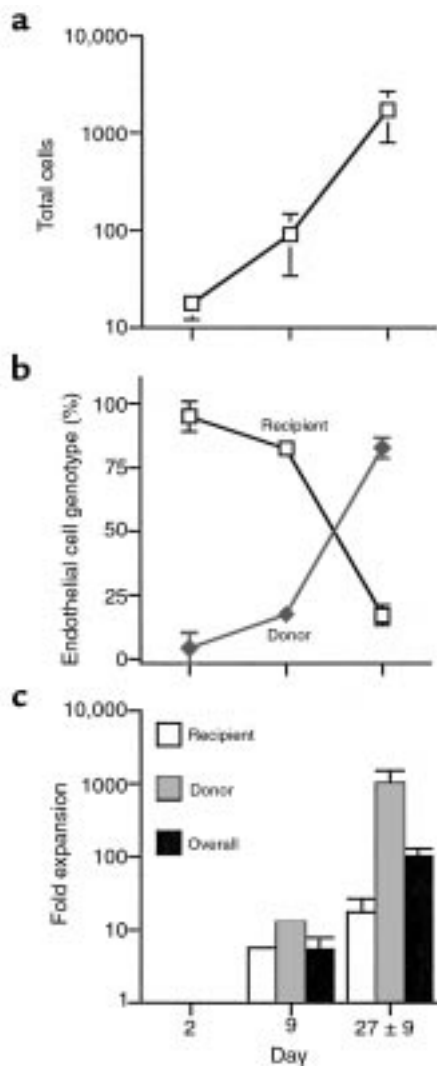 a
10,000
1000
100
10
Total cells
b
100
75
50
25
0
Endothelial cell genotype (%)
Recipient
Donor
c
10,000
1000
100
10
1
Fold expansion
Recipient
Donor
Overall
2
9
27 ± 9
Day